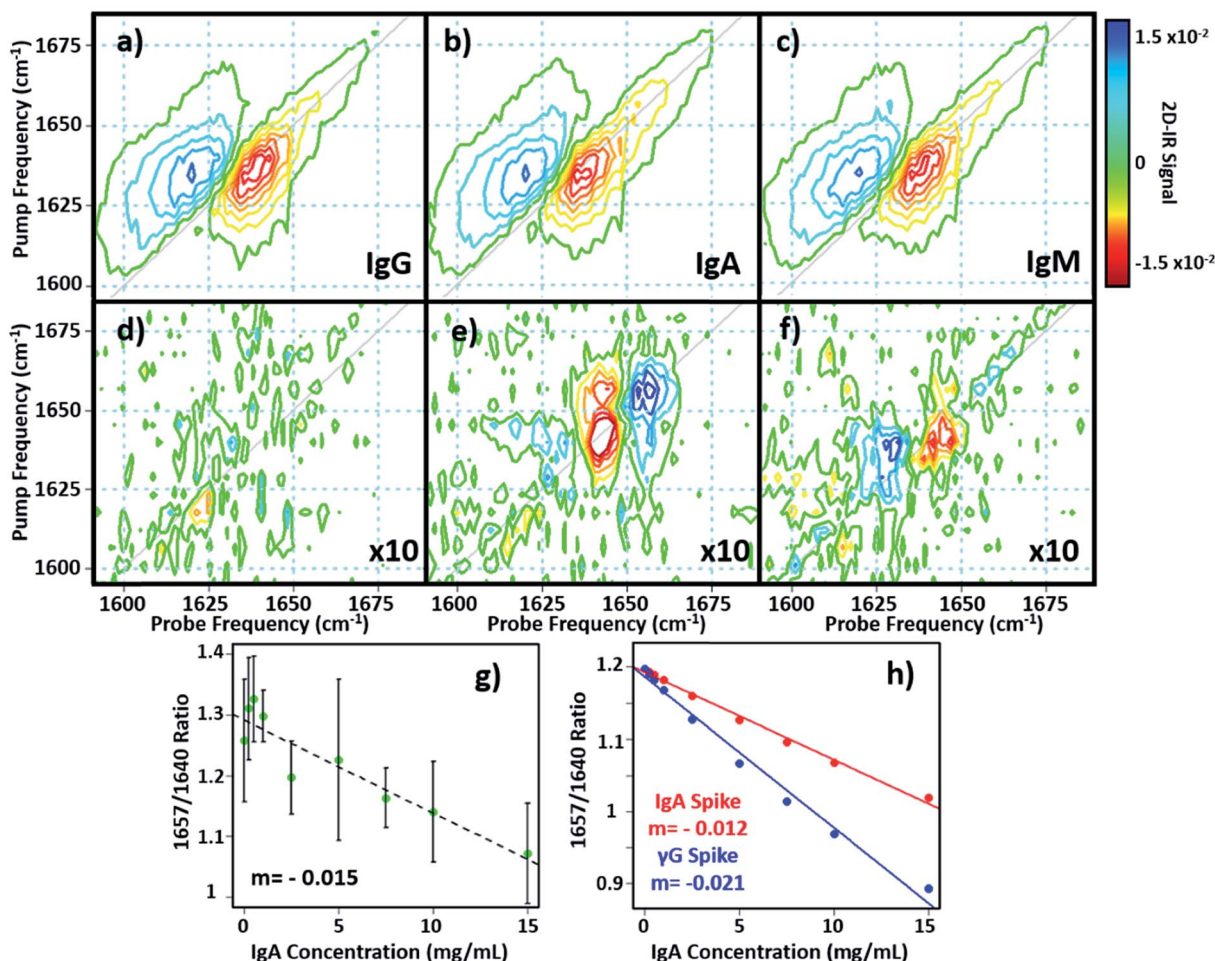 a)
b)
c)
IgG
IgA
IgM
Pump Frequency (cm-1)
1675
1650
1625
1600
1.5 x10-2
0
-1.5 x10-2
2D-IR Signal
d)
e)
f)
x10
x10
x10
Pump Frequency (cm-1)
1675
1650
1625
1600
1600 1625 1650 1675
1600 1625 1650 1675
1600 1625 1650 1675
Probe Frequency (cm-1)
Probe Frequency (cm-1)
Probe Frequency (cm-1)
g)
1657/1640 Ratio
1.4
1.3
1.2
1.1
1
m= - 0.015
0 5 10 15
IgA Concentration (mg/mL)
h)
1657/1640 Ratio
1.2
1.1
1
0.9
IgA Spike
m= - 0.012
γG Spike
m= -0.021
0 5 10 15
IgA Concentration (mg/mL)